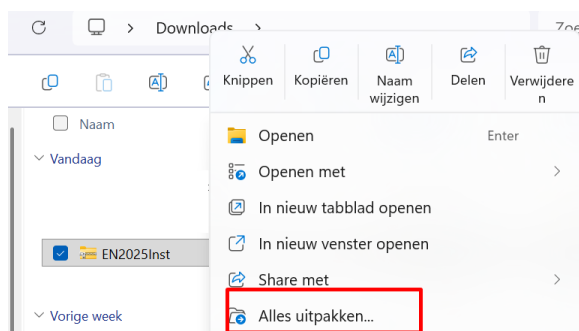 Downloads
Zoe
Knippen
Kopiëren
Naam
wijzigen
Delen
Verwijdere
n
Naam
Openen
Enter
Vandaag
Openen met
In nieuw tabblad openen
EN2025Inst
In nieuw venster openen
Share met
Vorige week
Alles uitpakken...